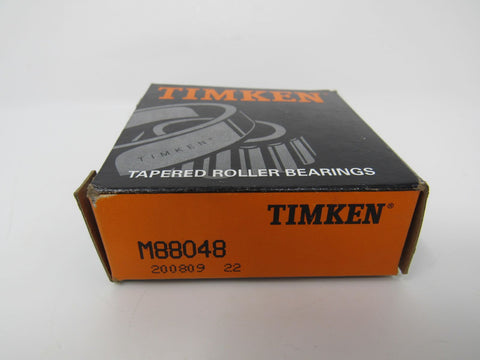 TIMKEN
TIMKEN
TAPERED ROLLER BEARINGS
TIMKEN®
M88048
200809 22